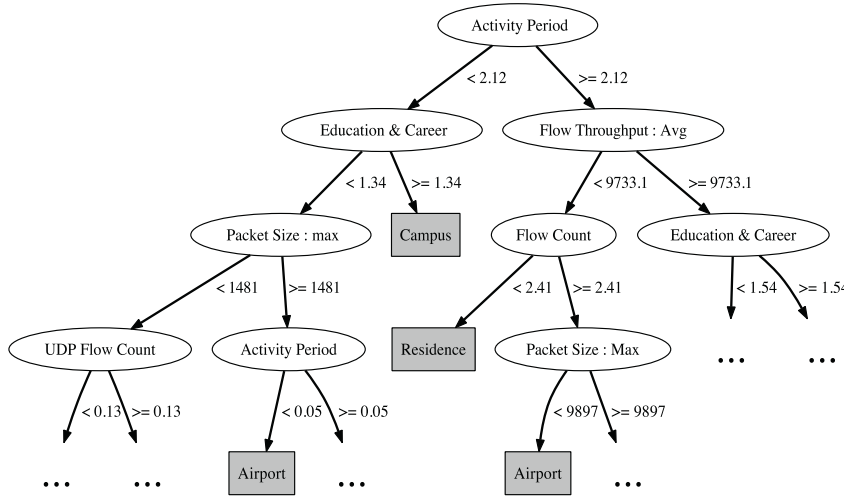 Activity Period
< 2.12
>= 2.12
Education & Career
Flow Throughput : Avg
< 1.34
>= 1.34
< 9733.1
>= 9733.1
Packet Size : max
Campus
Flow Count
Education & Career
< 1481
>= 1481
< 2.41
>= 2.41
< 1.54
>= 1.54
UDP Flow Count
Activity Period
Residence
Packet Size : Max
...
...
< 0.13
>= 0.13
< 0.05
>= 0.05
< 9897
>= 9897
...
...
Airport
...
Airport
...